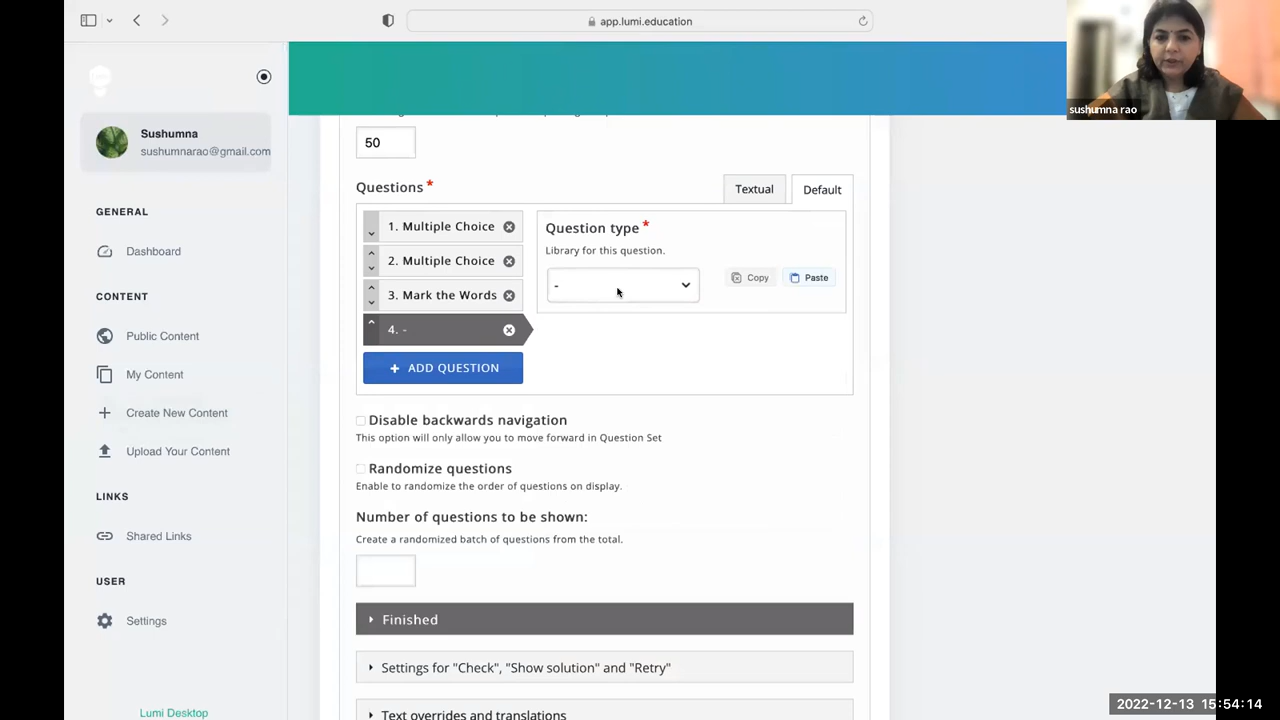 app.lumi.education
Sushumna
sushumnarao@gmail.com
GENERAL
Dashboard
CONTENT
Public Content
My Content
Create New Content
Upload Your Content
LINKS
Shared Links
USER
Settings
Lumi Desktop
50
Questions *
Textual
Default
1. Multiple Choice
2. Multiple Choice
3. Mark the Words
4. -
+ ADD QUESTION
Question type *
Library for this question.
-
Copy
Paste
Disable backwards navigation
This option will only allow you to move forward in Question Set
Randomize questions
Enable to randomize the order of questions on display.
Number of questions to be shown:
Create a randomized batch of questions from the total.
Finished
Settings for "Check", "Show solution" and "Retry"
Text overrides and translations
sushumna rao
2022-12-13 15:54:14